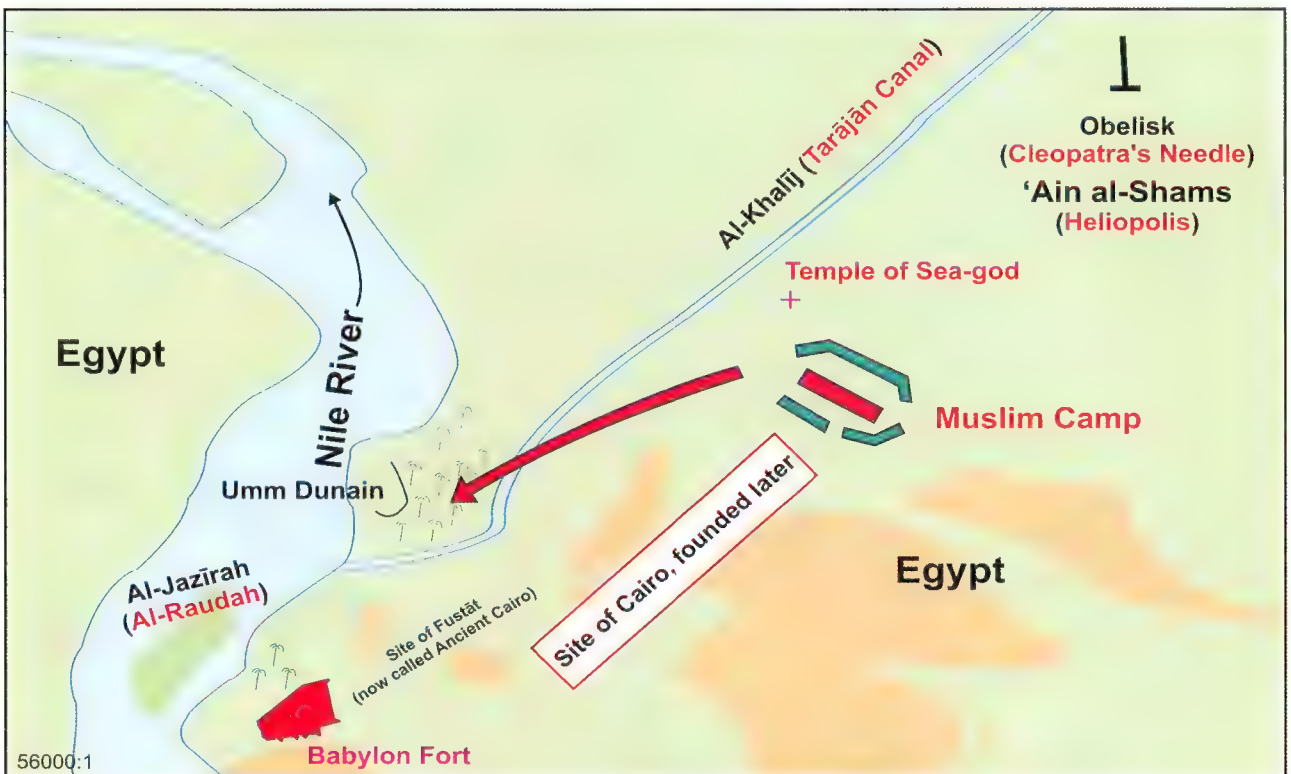 Al-Khalīj (Tarājān Canal)
Obelisk
(Cleopatra's Needle)
‘Ain al-Shams
(Heliopolis)
Temple of Sea-god
Egypt
Nile River
Muslim Camp
Umm Dunain
Site of Cairo, founded later
Egypt
Al-Jazīrah
(Al-Raudah)
Site of Fustāt
(now called Ancient Cairo)
Babylon Fort
56000:1